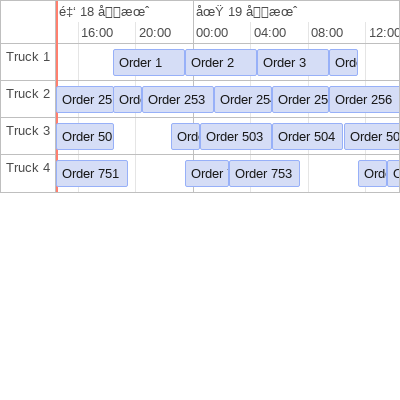 é‡‘ 18 å▯▯æœˆ
åœŸ 19 å▯▯æœˆ
16:00 20:00 00:00 04:00 08:00 12:00
Truck 1 Order 1 Order 2 Order 3 Ord
Truck 2 Order 25 Ord Order 253 Order 25 Order 25 Order 256
Truck 3 Order 50 Ord Order 503 Order 504 Order 50
Truck 4 Order 751 Order Order 753 Ord